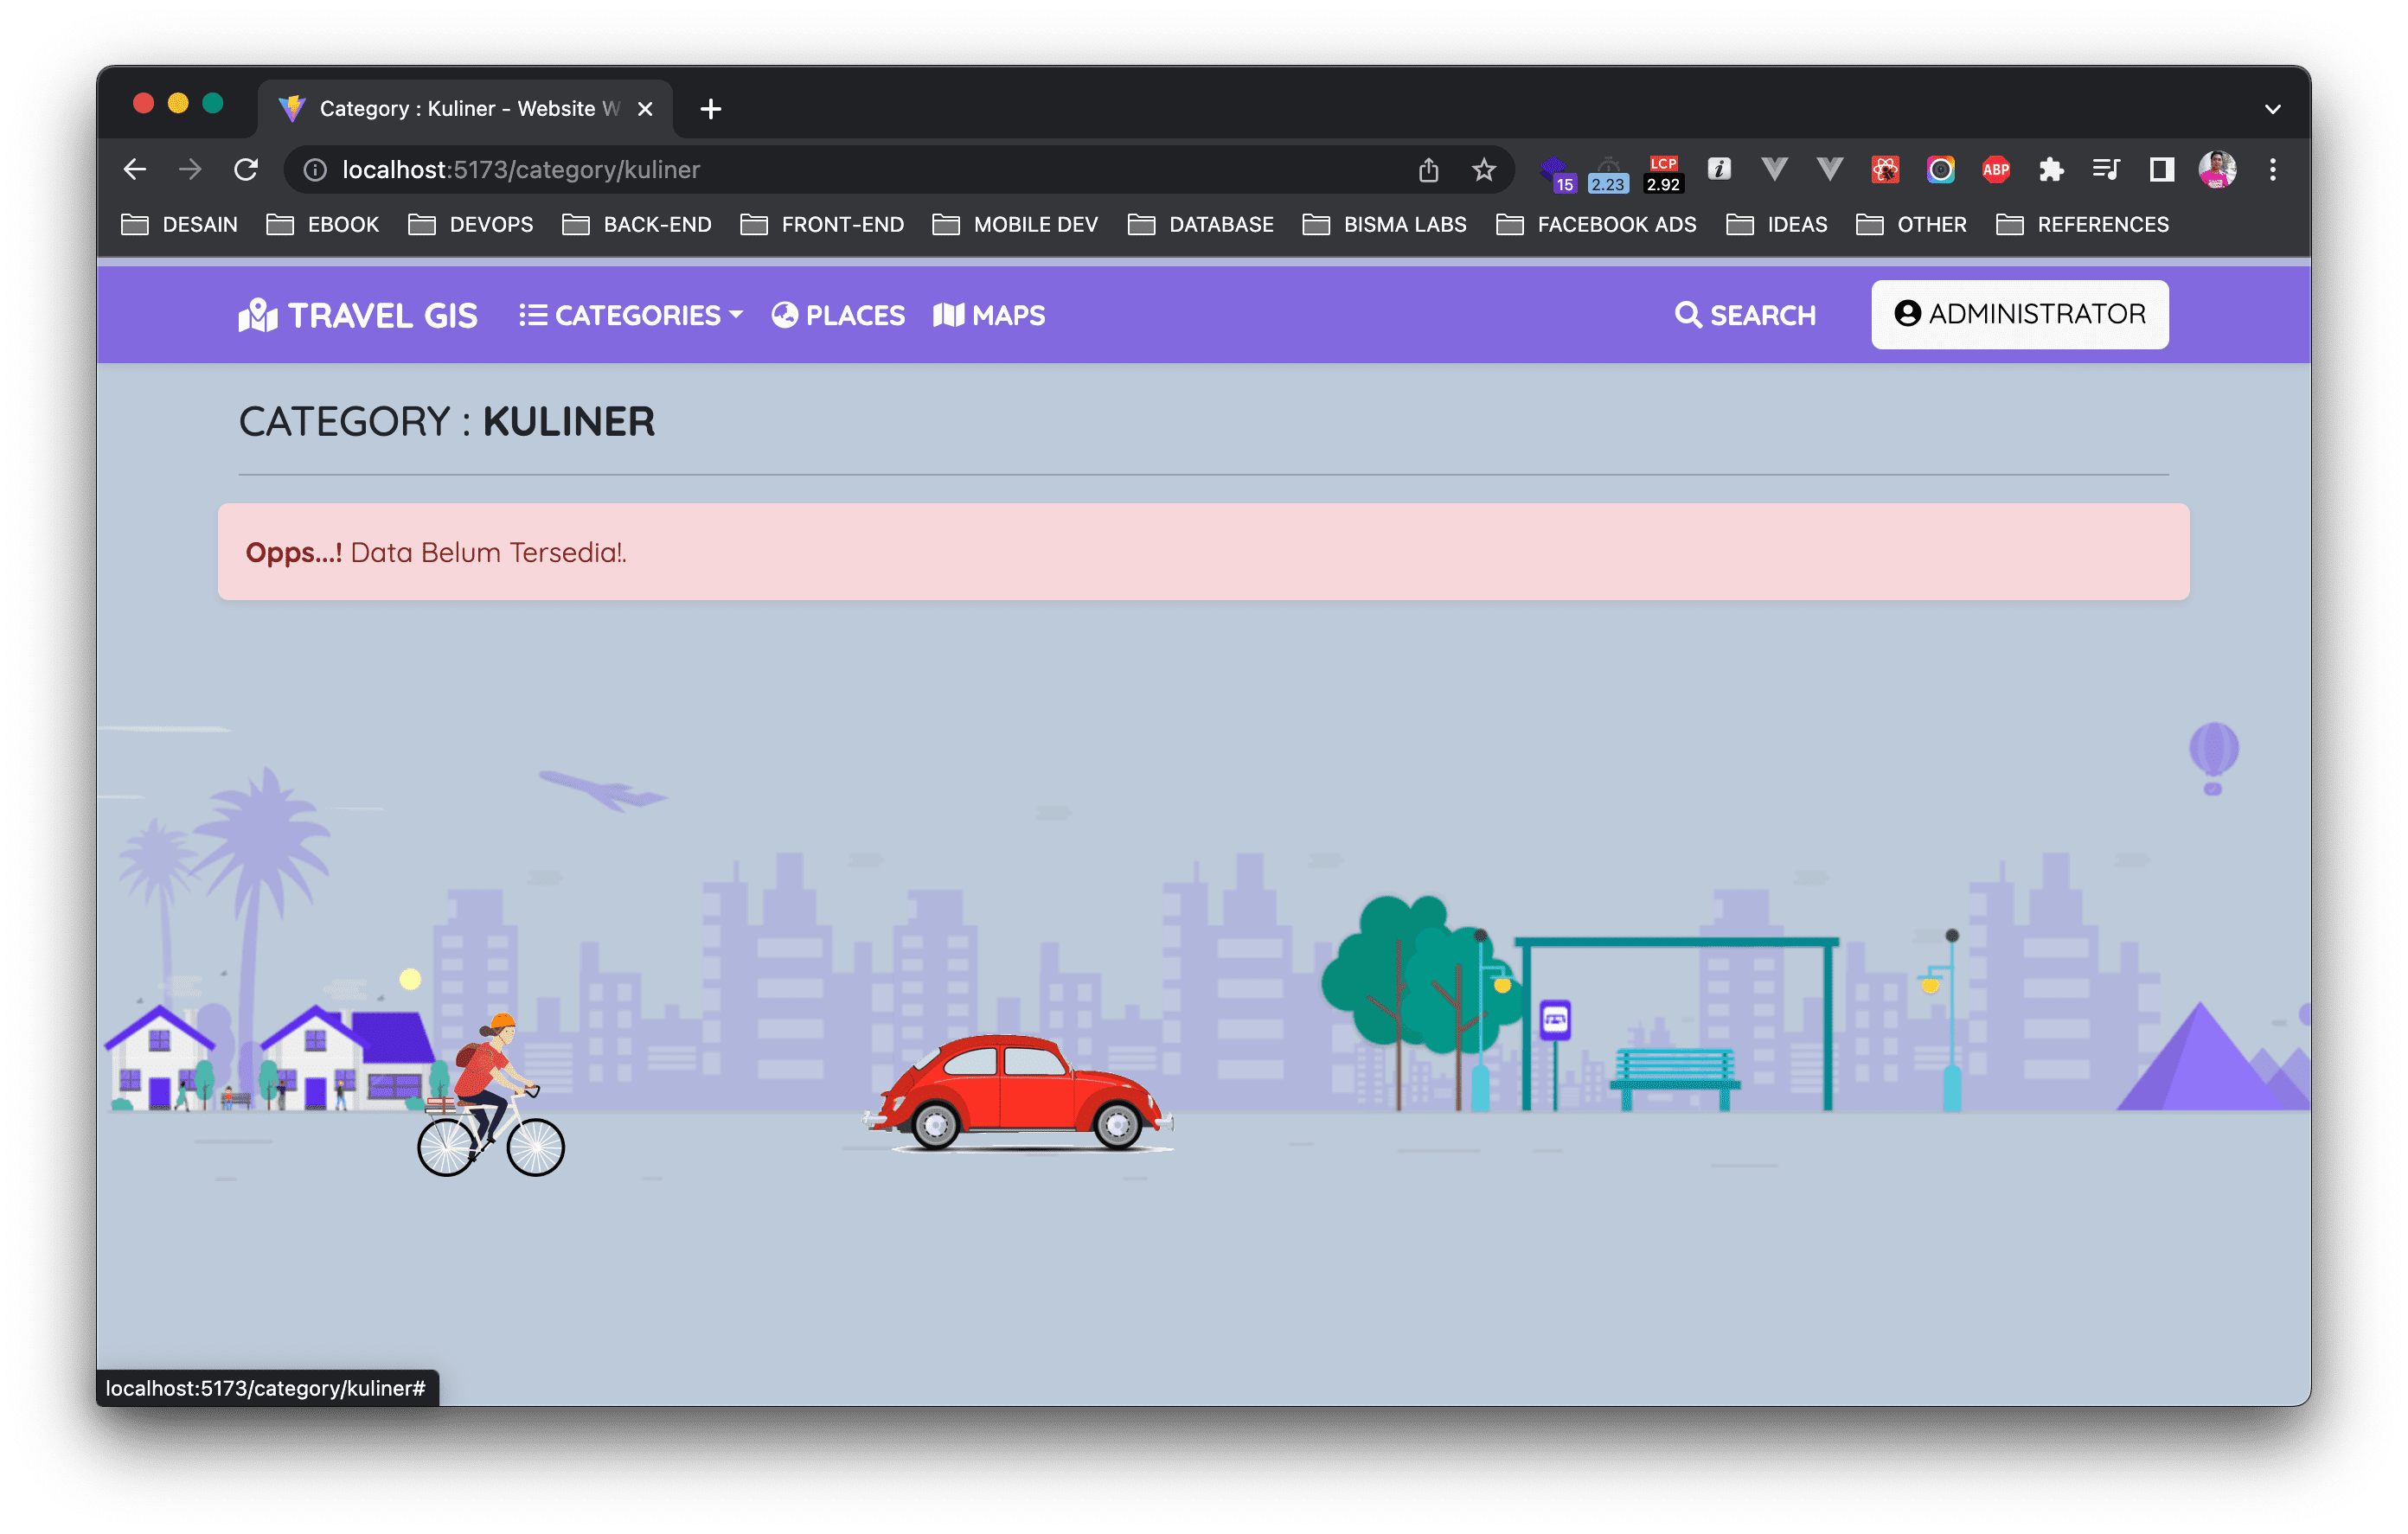 Category : Kuliner - Website W
localhost:5173/category/kuliner
15
2.23
LCP
2.92
ABP
DESAIN EBOOK DEVOPS BACK-END FRONT-END MOBILE DEV DATABASE BISMA LABS FACEBOOK ADS IDEAS OTHER REFERENCES
TRAVEL GIS CATEGORIES PLACES MAPS SEARCH ADMINISTRATOR
CATEGORY : KULINER
Opps...! Data Belum Tersedia!.
localhost:5173/category/kuliner#